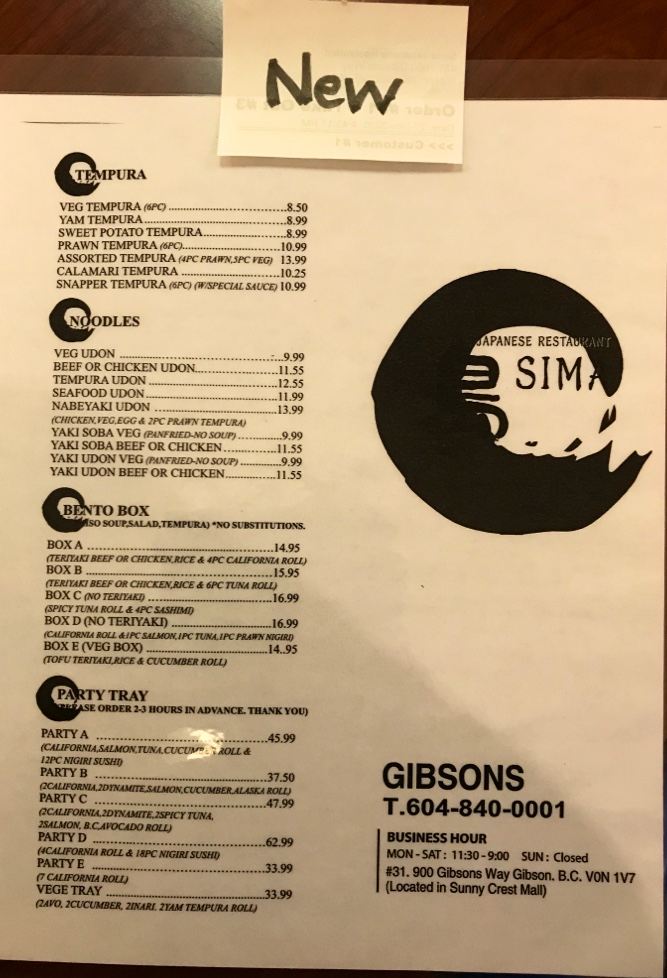 New
TEMPURA
VEG TEMPURA (6PC) ..........8.50
YAM TEMPURA..........8.99
SWEET POTATO TEMPURA..........8.99
PRAWN TEMPURA (6PC)..........10.99
ASSORTED TEMPURA (4PC PRAWN,3PC VEG) 13.99
CALAMARI TEMPURA ..........10.25
SNAPPER TEMPURA (6PC) (W/SPECIAL SAUCE) 10.99
NOODLES
VEG UDON ..........9.99
BEEF OR CHICKEN UDON..........11.55
TEMPURA UDON ..........12.55
SEAFOOD UDON ..........11.99
NABEYAKI UDON ..........13.99
(CHICKEN,VEG,EGG & 2PC PRAWN TEMPURA)
YAKI SOBA VEG (PANFRIED-NO SOUP) ..........9.99
YAKI SOBA BEEF OR CHICKEN ..........11.55
YAKI UDON VEG (PANFRIED-NO SOUP) ..........9.99
YAKI UDON BEEF OR CHICKEN..........11.55
BENTO BOX
SOUP,SALAD,TEMPURA) *NO SUBSTITUTIONS.
BOX A ..........14.95
(TERIYAKI BEEF OR CHICKEN,RICE & 4PC CALIFORNIA ROLL)
BOX B ..........15.95
(TERIYAKI BEEF OR CHICKEN,RICE & 6PC TUNA ROLL)
BOX C (NO TERIYAKI) ..........16.99
(SPICY TUNA ROLL & 4PC SASHIMI)
BOX D (NO TERIYAKI) ..........16.99
(CALIFORNIA ROLL &1PC SALMON,1PC TUNA,1PC PRAWN NIGIRI)
BOX E (VEG BOX) ..........14..95
(TOFU TERIYAKI,RICE & CUCUMBER ROLL)
PARTY TRAY
ORDER 2-3 HOURS IN ADVANCE. THANK YOU)
PARTY A ..........45.99
(CALIFORNIA,SALMON,TUNA,CUCUMBER ROLL &
12PC NIGIRI SUSHI)
PARTY B ..........37.50
(2CALIFORNIA,2DYNAMITE,SALMON,CUCUMBER,ALASKA ROLL)
PARTY C ..........47.99
(2CALIFORNIA,2DYNAMITE,2SPICY TUNA,
2SALMON, B.C,AVOCADO ROLL)
PARTY D ..........62.99
(4CALIFORNIA ROLL & 18PC NIGIRI SUSHI)
PARTY E ..........33.99
(7 CALIFORNIA ROLL)
VEGE TRAY ..........33.99
(2AVO, 2CUCUMBER, 2INARI, 2YAM TEMPURA ROLL)
JAPANESE RESTAURANT
SIMA
GIBSONS
T.604-840-0001
BUSINESS HOUR
MON - SAT : 11:30 - 9:00 SUN : Closed
#31. 900 Gibsons Way Gibson. B.C. V0N 1V7
(Located in Sunny Crest Mall)